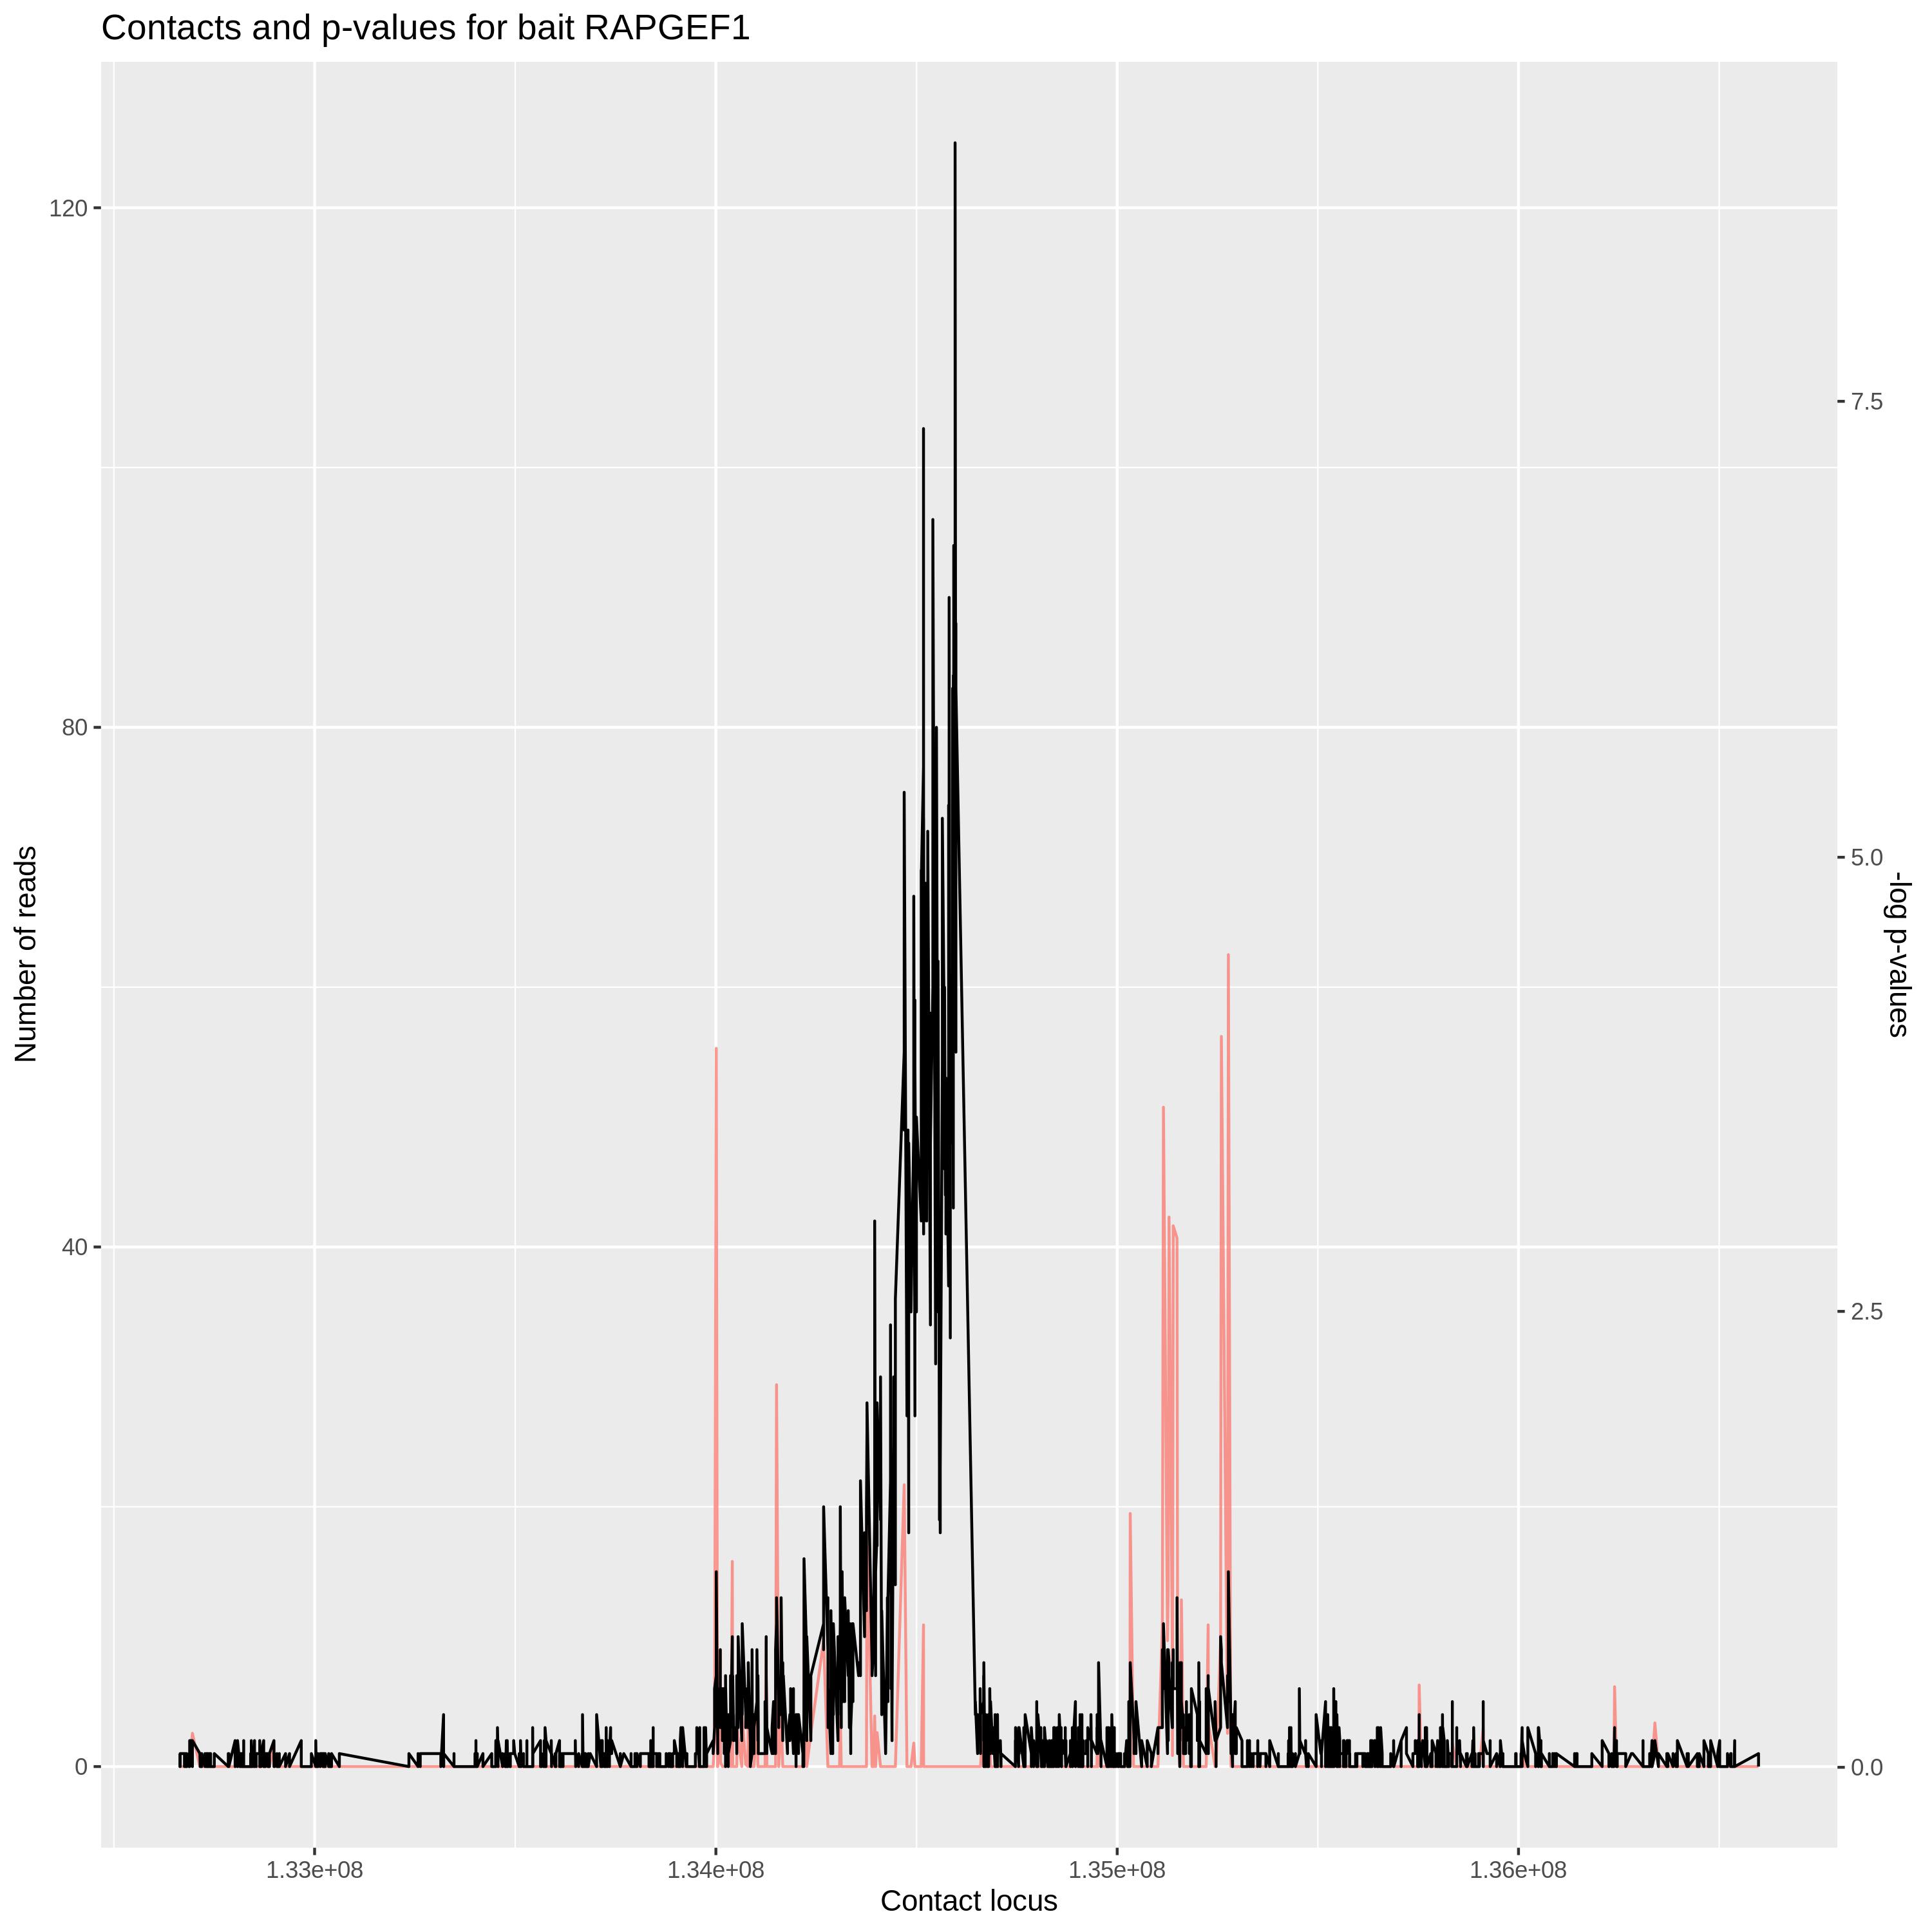 Contacts and p-values for bait RAPGEF1
120
80
40
0
7.5
5.0
2.5
0.0
Number of reads
-log p-values
1.33e+08
1.34e+08
1.35e+08
1.36e+08
Contact locus